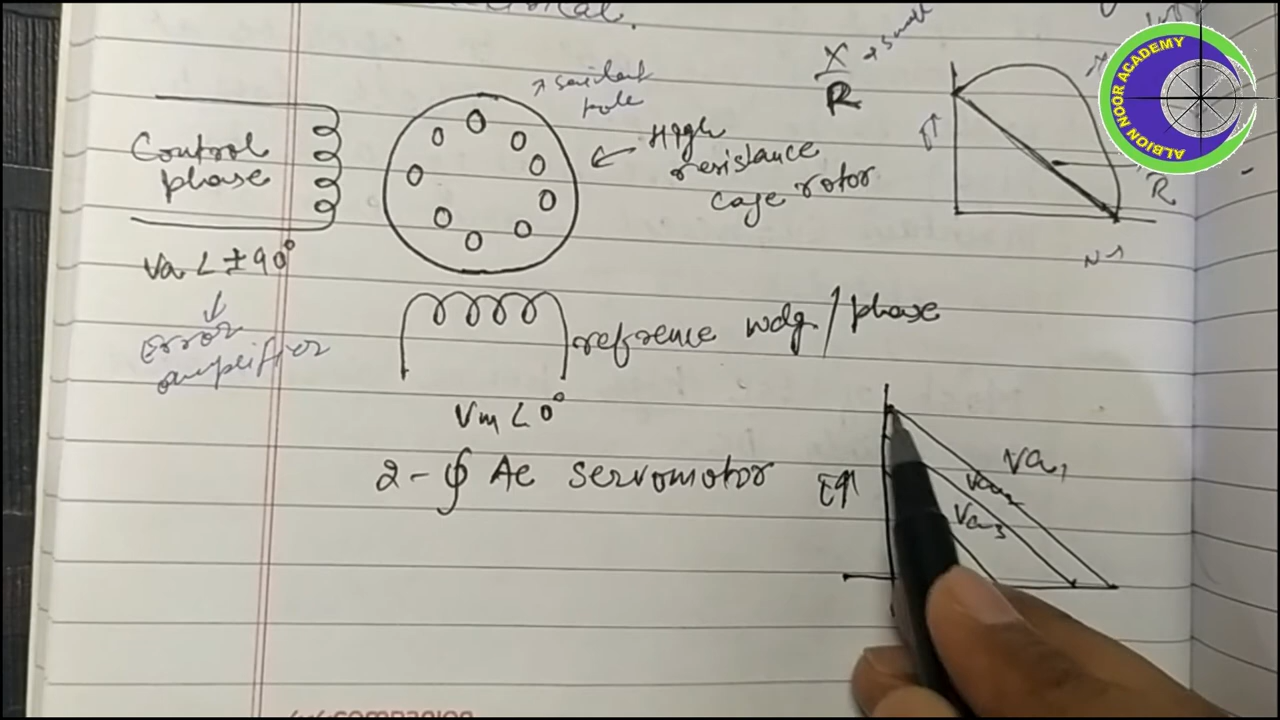 X
R
→ small
Control
phase
Va ∠ ±90°
↓
Error
amplifier
High
resistance
cage rotor
R
N→
reference wdg/phase
Vm ∠ 0°
2-ϕ Ac servomotor
Va1
Va2
Va3
ALBION NOOR ACADEMY